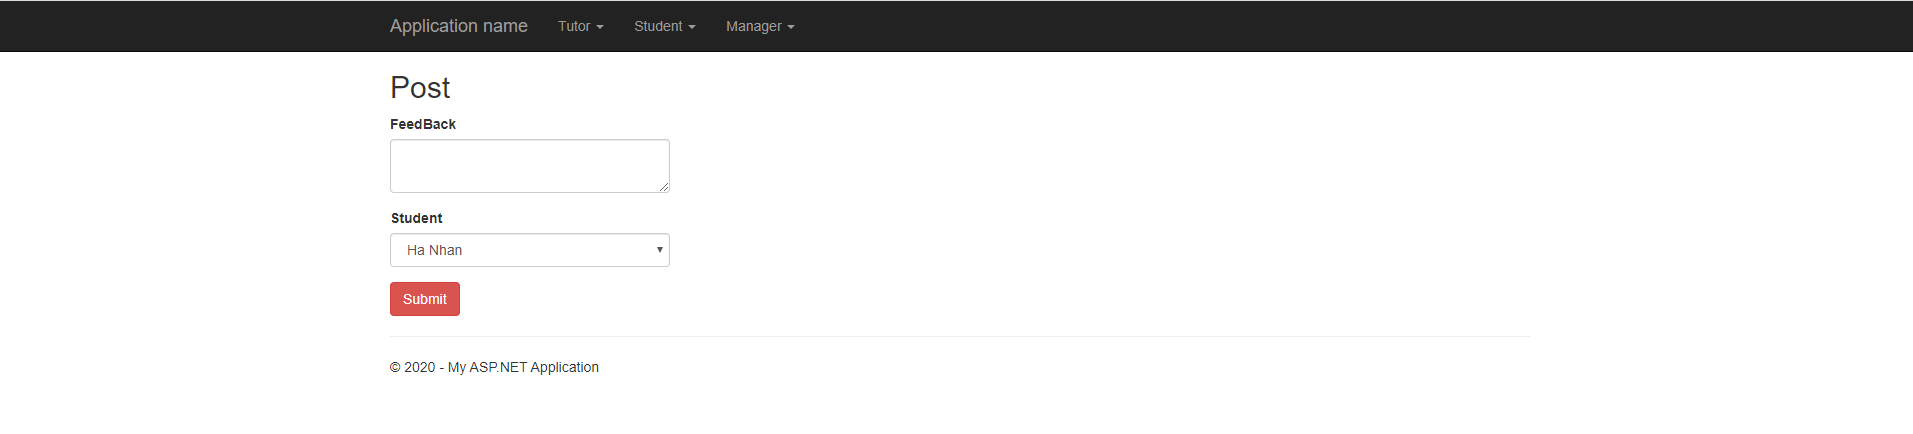 Application name Tutor Student Manager
Post
FeedBack
Student
Ha Nhan
Submit
© 2020 - My ASP.NET Application